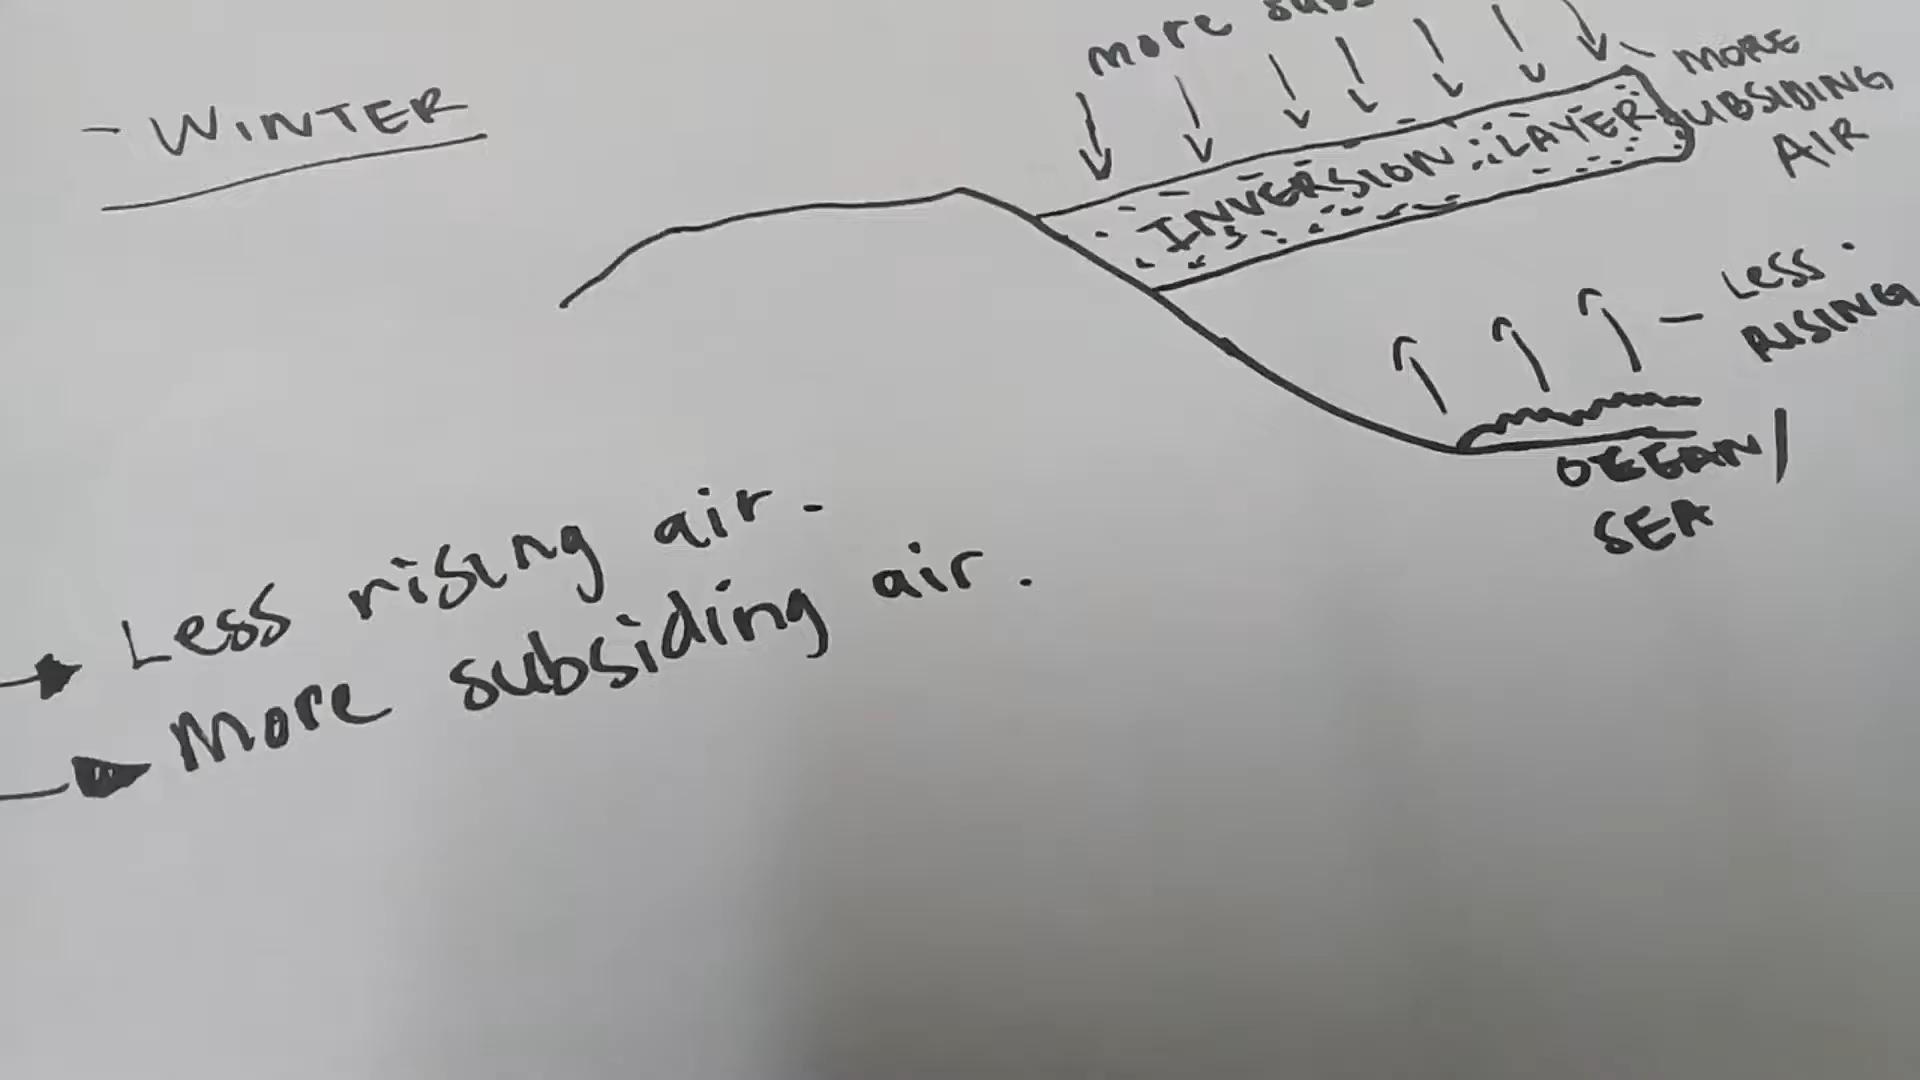 - WINTER
more
- MORE
SUBSIDING
AIR
INVERSION LAYER
- Less
RISING
OCEAN/
SEA
Less rising air.
More subsiding air.